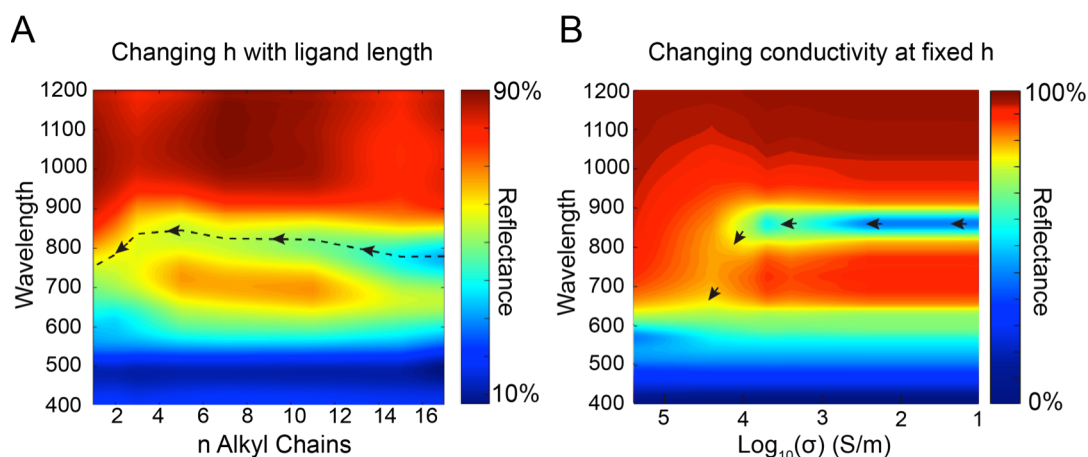 A
Changing h with ligand length
1200
1100
1000
900
800
700
600
500
400
Wavelength
2 4 6 8 10 12 14 16
n Alkyl Chains
90%
Reflectance
10%
B
Changing conductivity at fixed h
1200
1100
1000
900
800
700
600
500
400
Wavelength
5 4 3 2 1
Log₁₀(σ) (S/m)
100%
Reflectance
0%